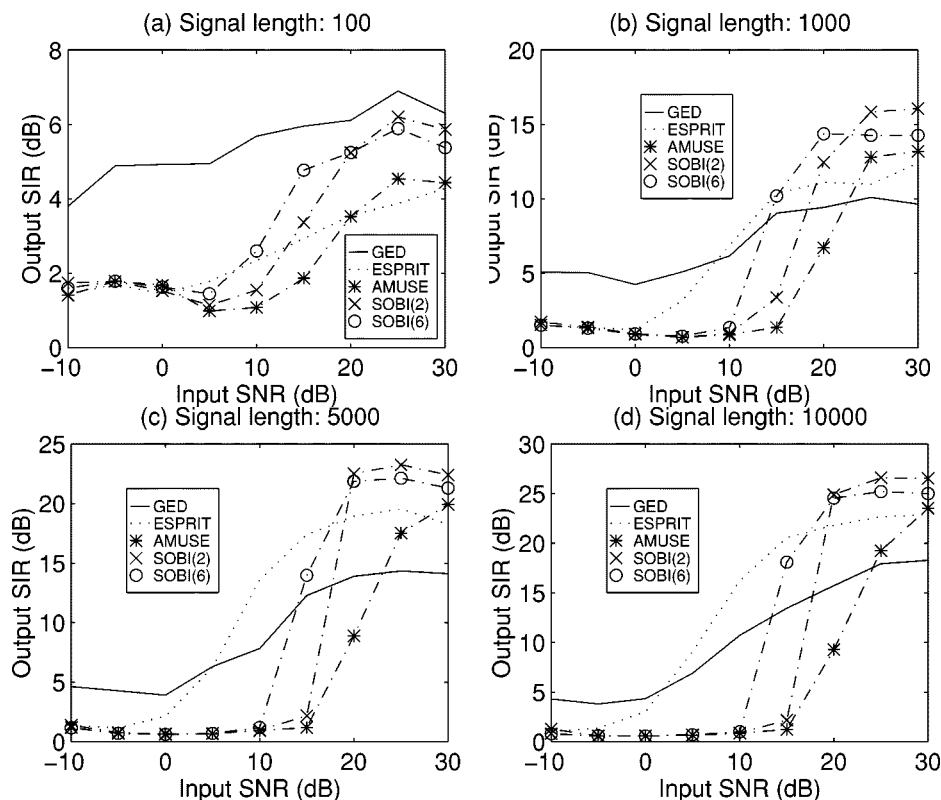 (a) Signal length: 100
8
6
4
2
0
Output SIR (dB)
GED
ESPRIT
AMUSE
SOBI(2)
SOBI(6)
-10
0
10
20
30
Input SNR (dB)
(b) Signal length: 1000
20
15
10
5
0
Output SIR (dB)
GED
ESPRIT
AMUSE
SOBI(2)
SOBI(6)
-10
0
10
20
30
Input SNR (dB)
(c) Signal length: 5000
25
20
15
10
5
0
Output SIR (dB)
GED
ESPRIT
AMUSE
SOBI(2)
SOBI(6)
-10
0
10
20
30
Input SNR (dB)
(d) Signal length: 10000
30
25
20
15
10
5
0
Output SIR (dB)
GED
ESPRIT
AMUSE
SOBI(2)
SOBI(6)
-10
0
10
20
30
Input SNR (dB)